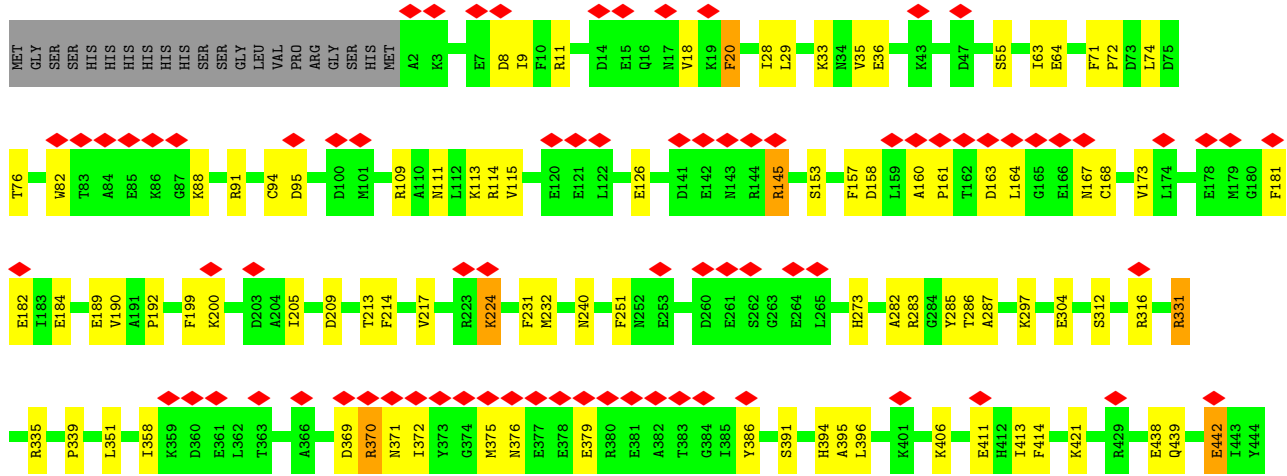 MET GLY SER SER HIS HIS HIS HIS HIS HIS SER SER GLY LEU VAL PRO ARG GLY SER HIS MET A2 K3 E7 D8 I9 F10 R11 D14 E15 Q16 N17 V18 K19 F20 I28 L29 K33 N34 V35 E36 K43 D47 S55 I63 E64 F71 P72 D73 L74 D75
T76 W82 T83 A84 E85 K86 G87 K88 R91 C94 D95 D100 M101 R109 A110 N111 L112 K113 R114 V115 E120 E121 L122 E126 D141 E142 N143 R144 R145 S153 F157 D158 L159 A160 P161 T162 D163 L164 G165 E166 N167 C168 V173 L174 E178 M179 G180 F181
E182 I183 E184 E189 V190 A191 P192 F199 K200 D203 A204 I205 D209 T213 F214 V217 R223 K224 F231 M232 N240 F251 N252 E253 D260 E261 S262 G263 E264 L265 H273 A282 R283 G284 Y285 T286 A287 K297 E304 S312 R316 R331
R335 P339 L351 I358 K359 D360 E361 L362 T363 A366 D369 R370 N371 I372 Y373 G374 M375 N376 E377 E378 E379 R380 E381 A382 T383 G384 I385 Y386 S391 H394 A395 L396 K401 K406 E411 H412 I413 F414 K421 R429 E438 Q439 E442 I443 Y444